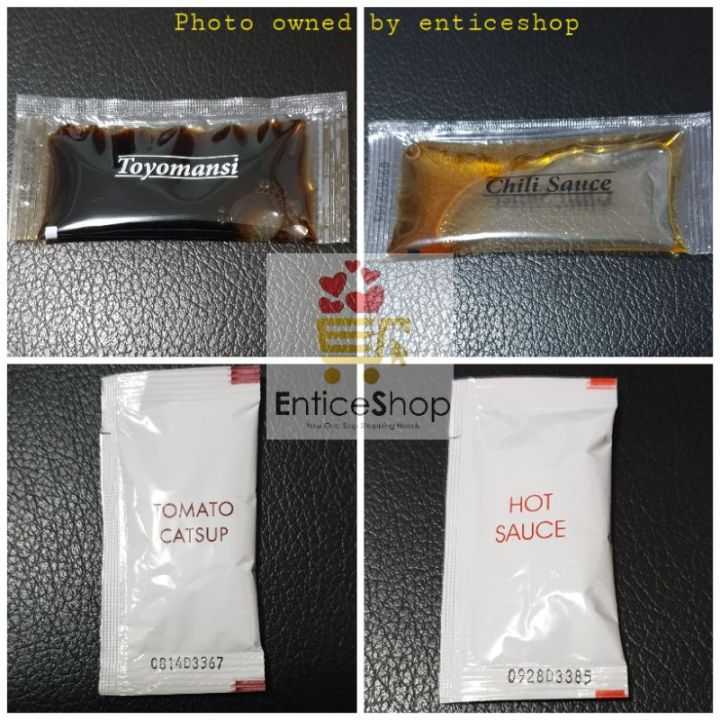 Photo owned by enticeshop
Toyomansi
Chili Sauce
EnticeShop
Your One Stop Shopping Needs
TOMATO
CATSUP
0814D3367
HOT
SAUCE
0928D3385